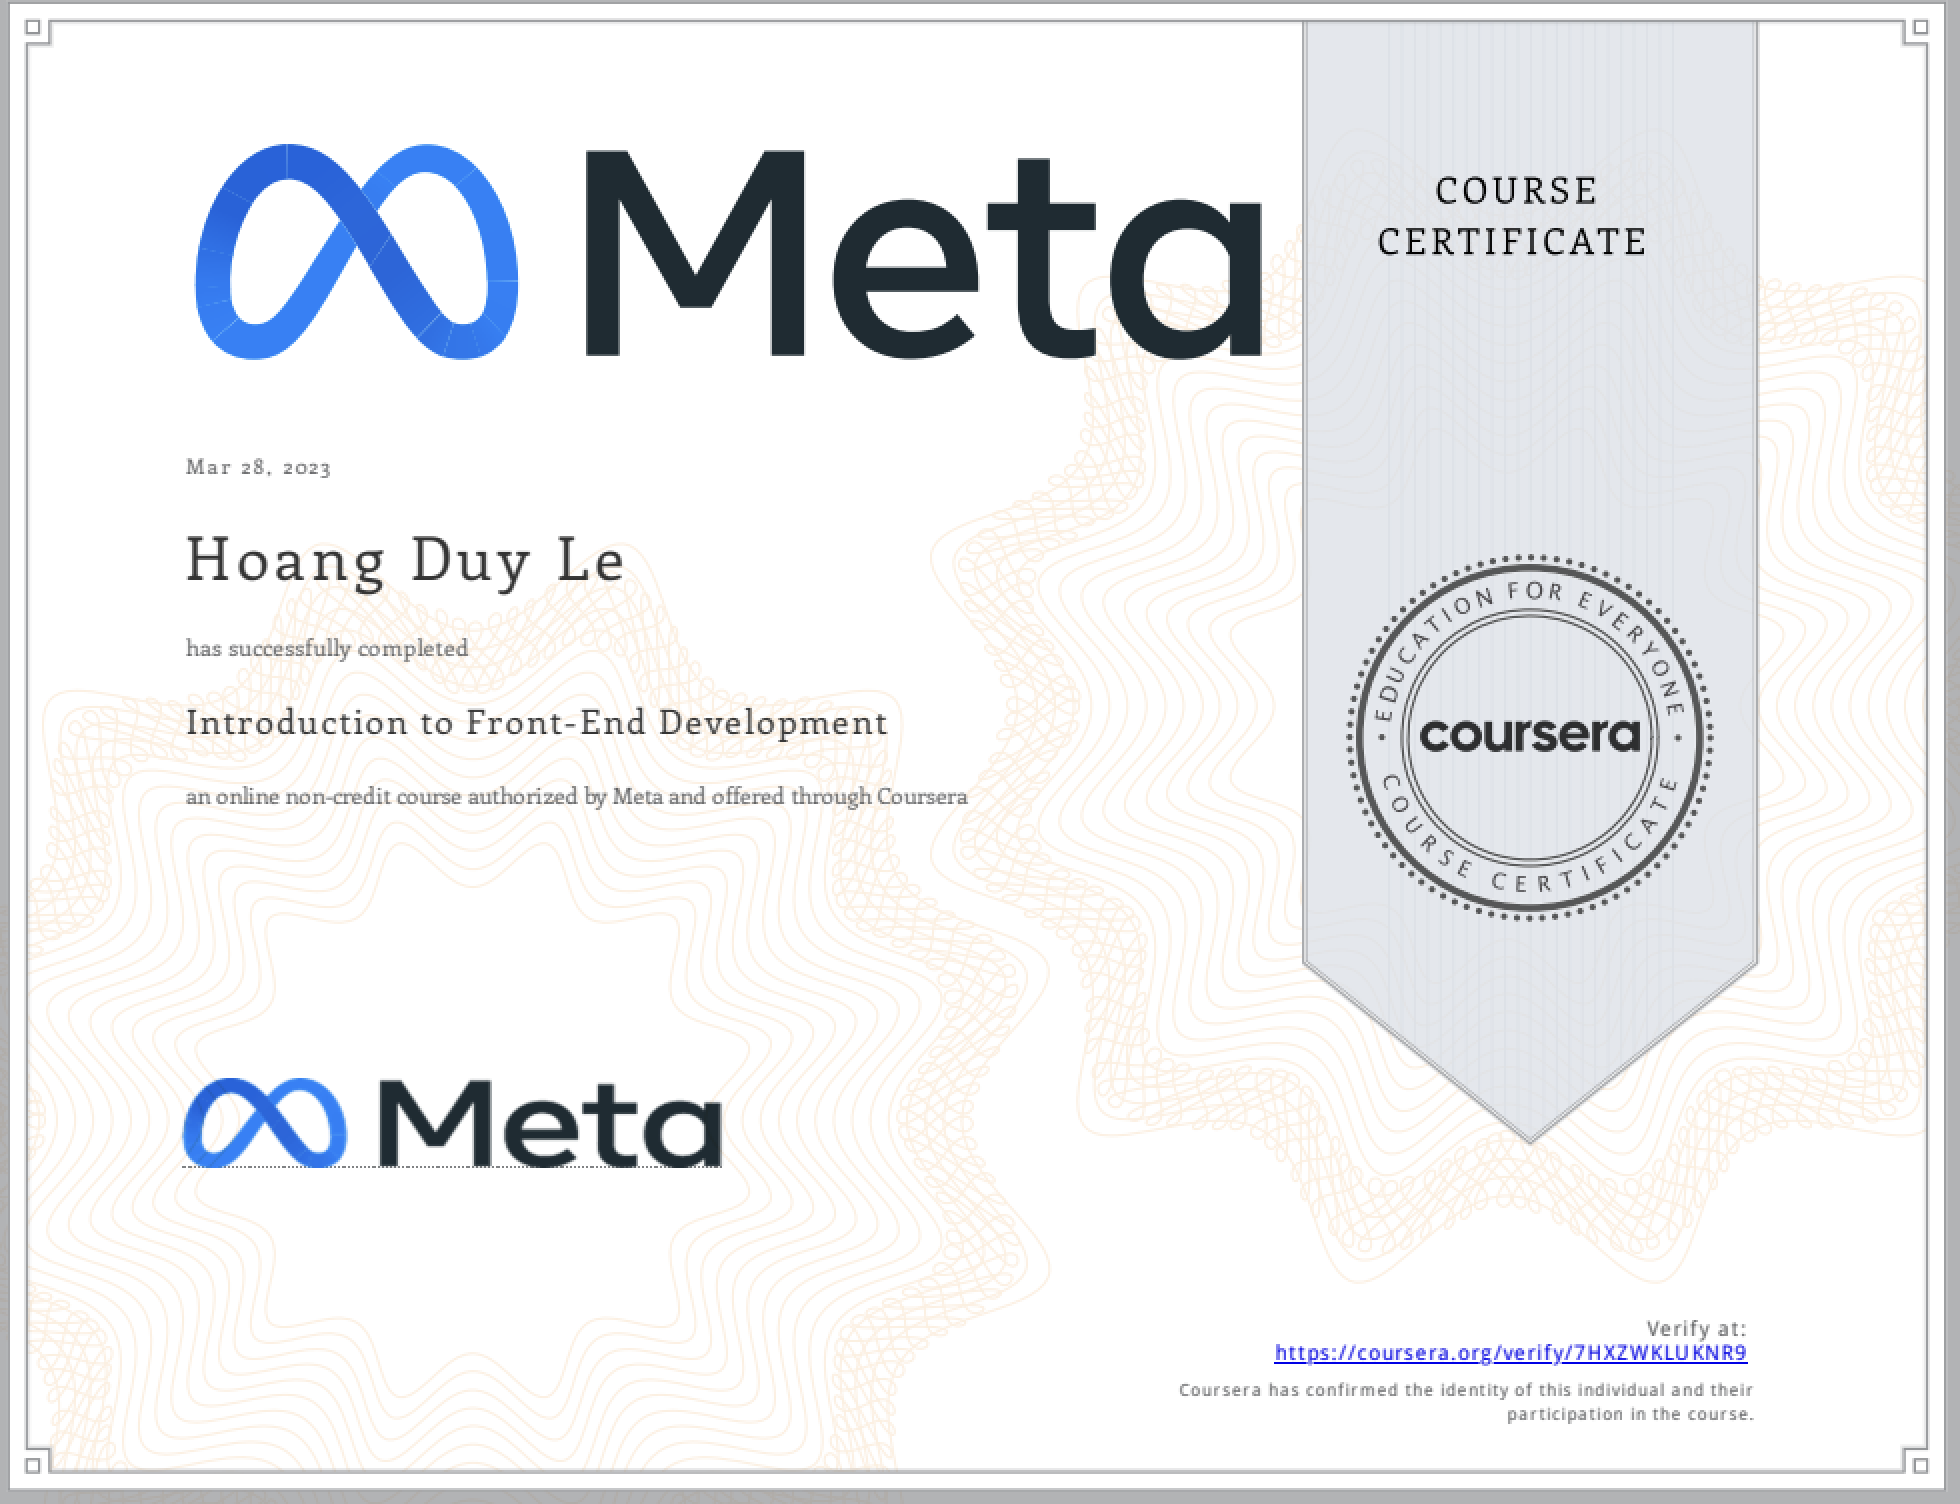 Meta
COURSE
CERTIFICATE
Mar 28, 2023
Hoang Duy Le
has successfully completed
Introduction to Front-End Development
an online non-credit course authorized by Meta and offered through Coursera
EDUCATION FOR EVERYONE
coursera
COURSE CERTIFICATE
Meta
Verify at:
https://coursera.org/verify/7HXZWKLUKNR9
Coursera has confirmed the identity of this individual and their
participation in the course.